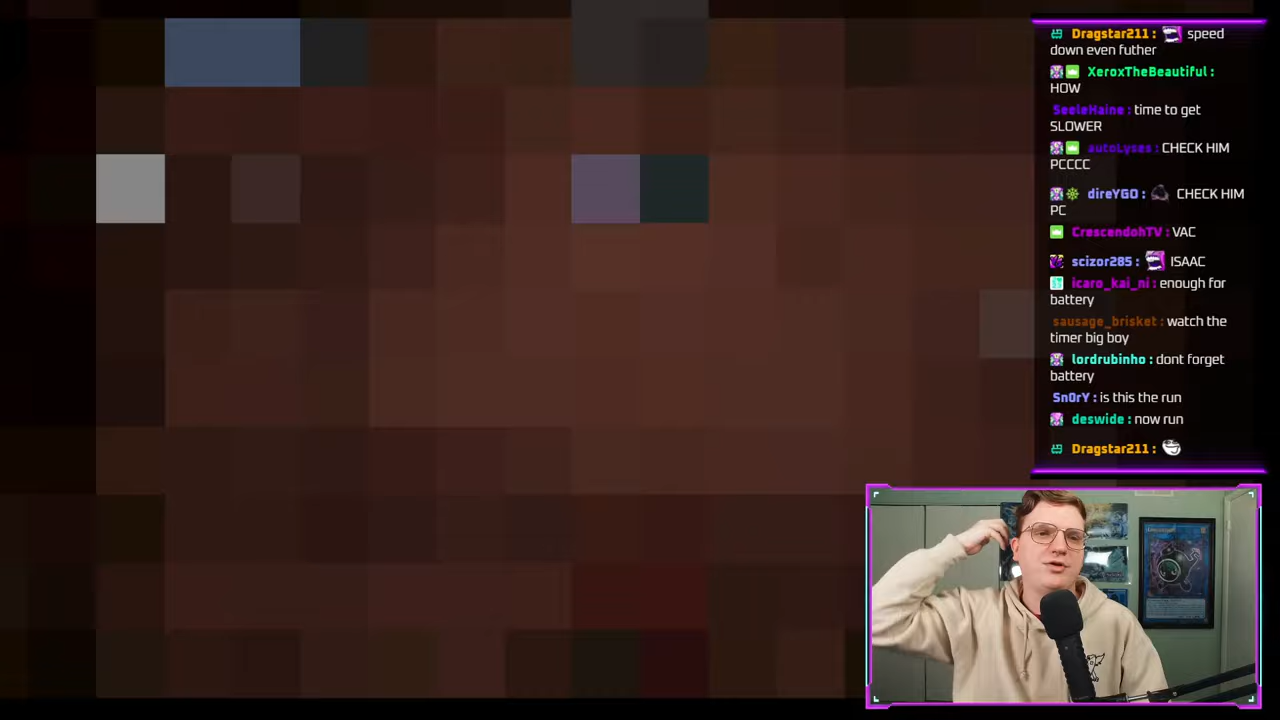 Dragstar211 : speed
down even futher
XeroxTheBeautiful :
HOW
SeeleHaine : time to get
SLOWER
autoLyses : CHECK HIM
PCCCC
direYGO : CHECK HIM
PC
CrescendohTV : VAC
scizor285 : ISAAC
icaro_kai_ni : enough for
battery
sausage_brisket : watch the
timer big boy
lordrubinho : dont forget
battery
Sn0rY : is this the run
deswide : now run
Dragstar211 :